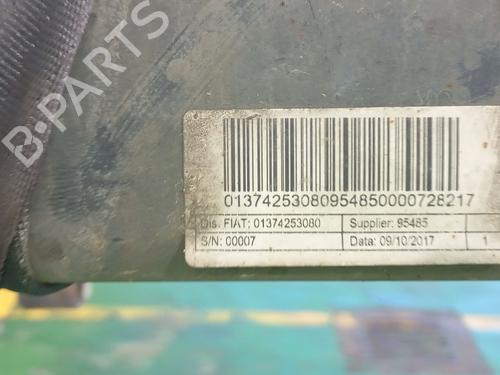 B-PARTS
01374253080954850000728217
Dis. FIAT: 01374253080 Supplier: 95485
S/N: 00007 Data: 09/10/2017 1